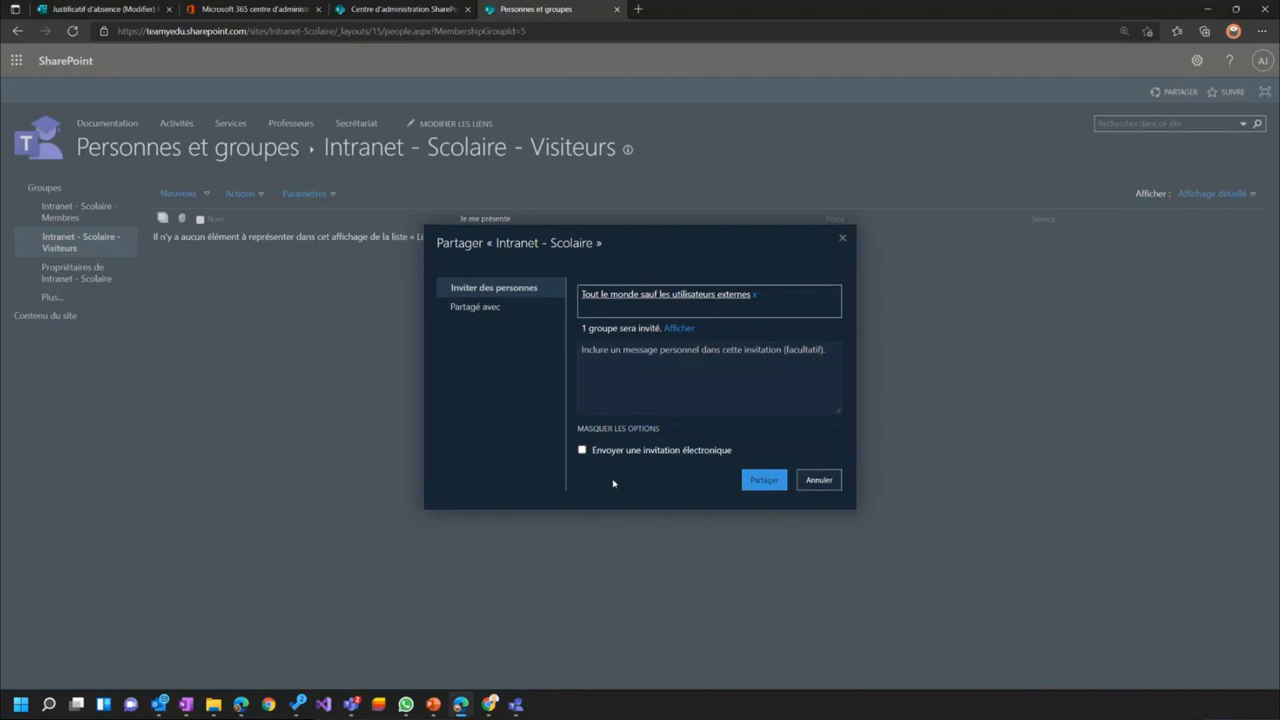 Justificatif d'absence (Modifier)
Microsoft 365 centre d'administ
Centre d'administration SharePo
Personnes et groupes
https://teamyedu.sharepoint.com/sites/Intranet-Scolaire/_layouts/15/people.aspx?MembershipGroupId=5
SharePoint
AJ
PARTAGER
SUIVRE
Documentation
Activités
Services
Professeurs
Secrétariat
MODIFIER LES LIENS
Rechercher dans ce site
T
Personnes et groupes › Intranet - Scolaire - Visiteurs
Groupes
Intranet - Scolaire -
Membres
Intranet - Scolaire -
Visiteurs
Propriétaires de
Intranet - Scolaire
Plus...
Contenu du site
Nouveau
Actions
Paramètres
Afficher :
Affichage détaillé
Nom
Je me présente
Poste
Service
Il n'y a aucun élément à représenter dans cet affichage de la liste « Li
Partager « Intranet - Scolaire »
Inviter des personnes
Partagé avec
Tout le monde sauf les utilisateurs externes x
1 groupe sera invité. Afficher
Inclure un message personnel dans cette invitation (facultatif).
MASQUER LES OPTIONS
Envoyer une invitation électronique
Partager
Annuler